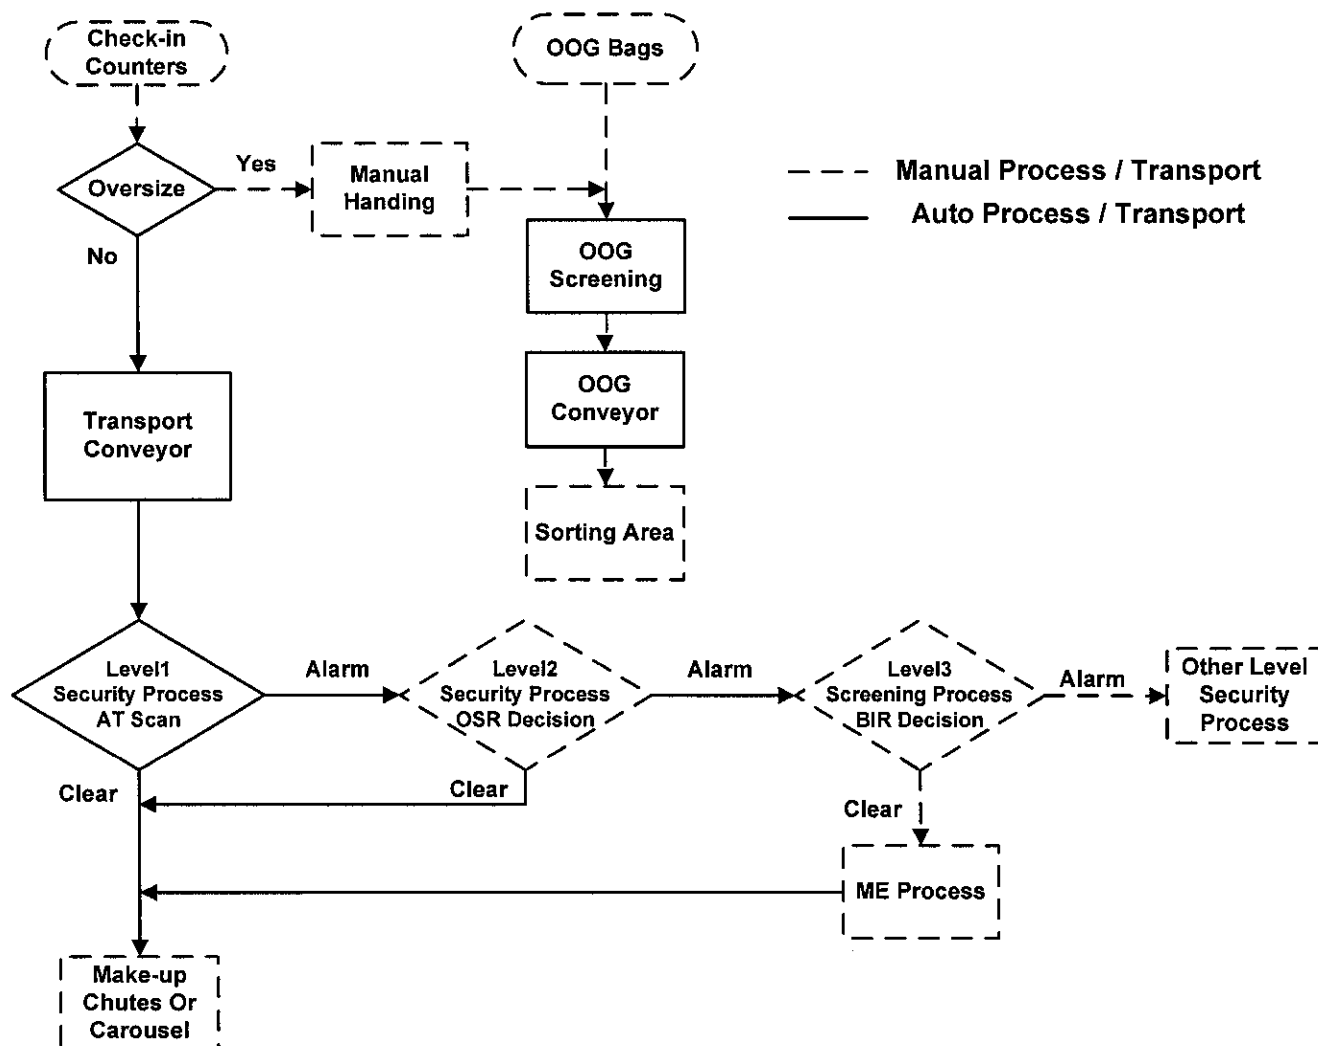 Check-in
Counters
OOG Bags
Oversize
Yes
Manual
Handing
No
Manual Process / Transport
Auto Process / Transport
OOG
Screening
OOG
Conveyor
Transport
Conveyor
Sorting Area
Level1
Security Process
AT Scan
Alarm
Level2
Security Process
OSR Decision
Alarm
Level3
Screening Process
BIR Decision
Alarm
Other Level
Security
Process
Clear
Clear
Clear
ME Process
Make-up
Chutes Or
Carousel